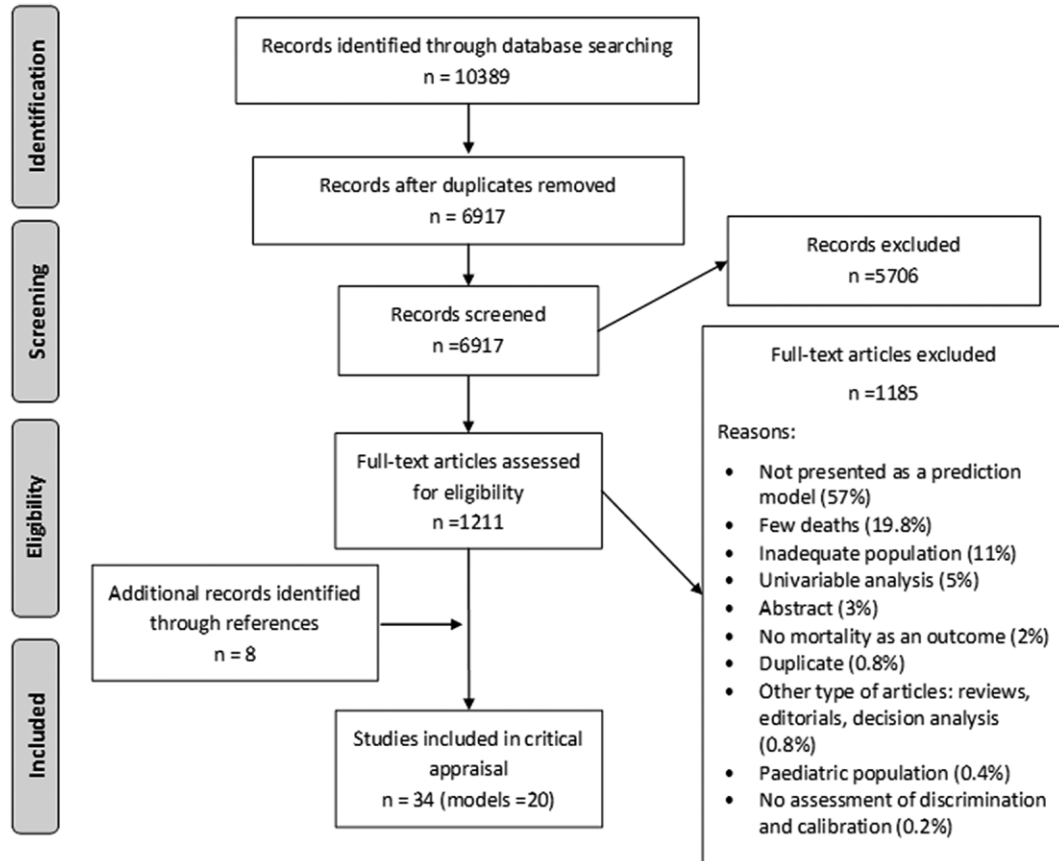 Identification
Records identified through database searching
n = 10389
Records after duplicates removed
n = 6917
Screening
Records excluded
n =5706
Records screened
n =6917
Full-text articles excluded
n =1185
Reasons:
• Not presented as a prediction
model (57%)
• Few deaths (19.8%)
• Inadequate population (11%)
• Univariable analysis (5%)
• Abstract (3%)
• No mortality as an outcome (2%)
• Duplicate (0.8%)
• Other type of articles: reviews,
editorials, decision analysis
(0.8%)
• Paediatric population (0.4%)
• No assessment of discrimination
and calibration (0.2%)
Eligibility
Full-text articles assessed
for eligibility
n =1211
Additional records identified
through references
n = 8
Included
Studies included in critical
appraisal
n = 34 (models =20)